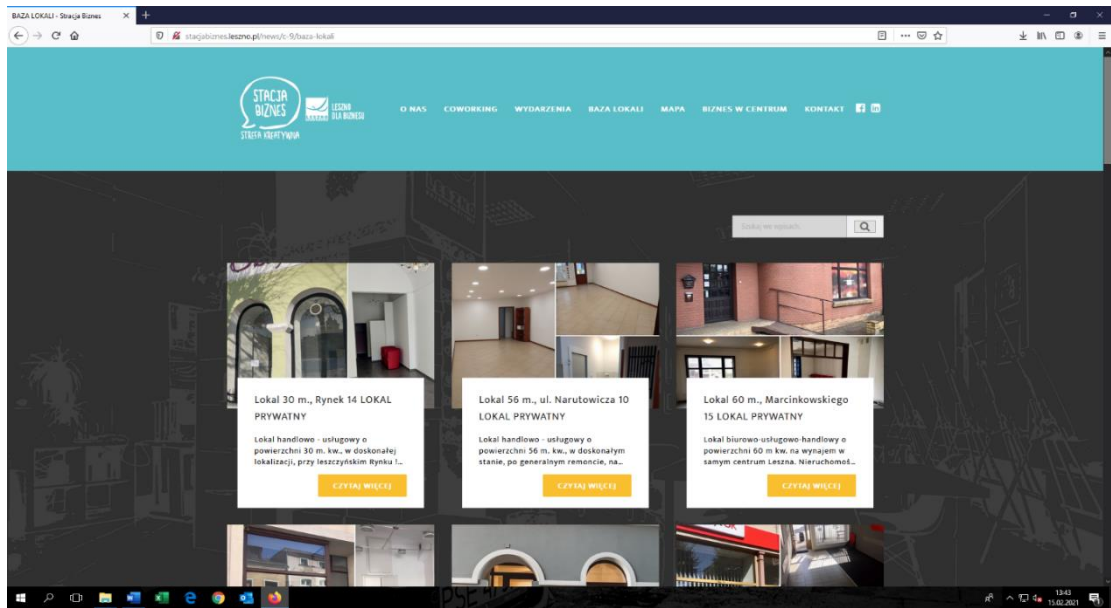 BAZA LOKALI - Stacja Biznes
stacjabiznes.leszno.pl/news/c-9/baza-lokali
STACJA
BIZNES
STREFA KREATYWNA
LESZNO
DLA BIZNESU
O NAS COWORKING WYDARZENIA BAZA LOKALI MAPA BIZNES W CENTRUM KONTAKT
Szukaj we wpisach
Lokal 30 m., Rynek 14 LOKAL
PRYWATNY
Lokal handlowo - usługowy o
powierzchni 30 m. kw., w doskonałej
lokalizacji, przy leszczyńskim Rynku !...
CZYTAJ WIĘCEJ
Lokal 56 m., ul. Narutowicza 10
LOKAL PRYWATNY
Lokal handlowo - usługowy o
powierzchni 56 m. kw., w doskonałym
stanie, po generalnym remoncie, na...
CZYTAJ WIĘCEJ
Lokal 60 m., Marcinkowskiego
15 LOKAL PRYWATNY
Lokal biurowo-usługowo-handlowy o
powierzchni 60 m kw. na wynajem w
samym centrum Leszna. Nieruchomoś...
CZYTAJ WIĘCEJ
13:43
15.02.2021